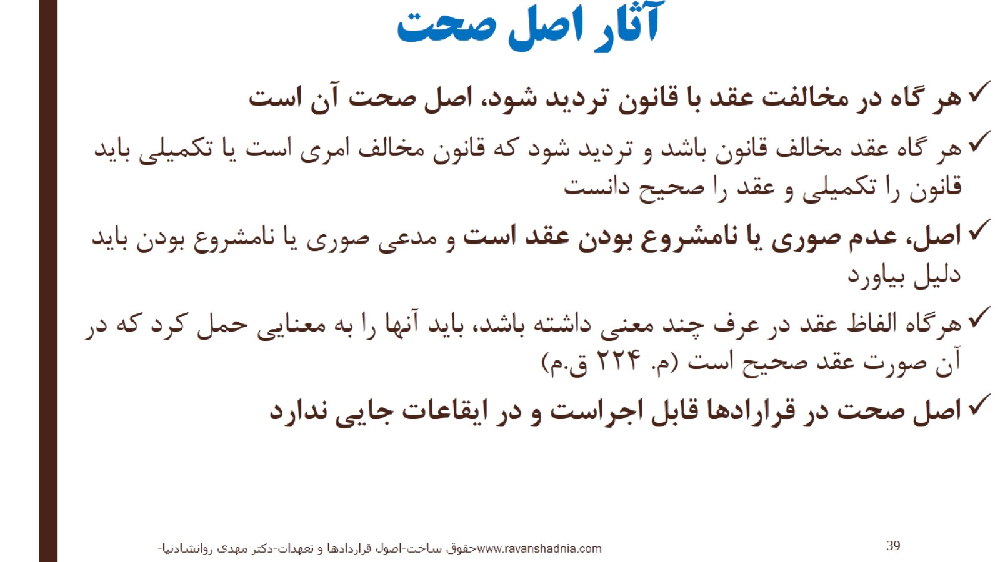 آثار اصل صحت
✓ هر گاه در مخالفت عقد با قانون تردید شود، اصل صحت آن است
✓ هر گاه عقد مخالف قانون باشد و تردید شود که قانون مخالف امری است یا تکمیلی باید
قانون را تکمیلی و عقد را صحیح دانست
✓ اصل، عدم صوری یا نامشروع بودن عقد است و مدعی صوری یا نامشروع بودن باید
دلیل بیاورد
✓ هرگاه الفاظ عقد در عرف چند معنی داشته باشد، باید آنها را به معنایی حمل کرد که در
آن صورت عقد صحیح است (م. ۲۲۴ ق.م)
✓ اصل صحت در قراردادها قابل اجراست و در ایقاعات جایی ندارد
حقوق ساخت-اصول قراردادها و تعهدات-دکتر مهدی روانشادنیا-www.ravanshadnia.com
39